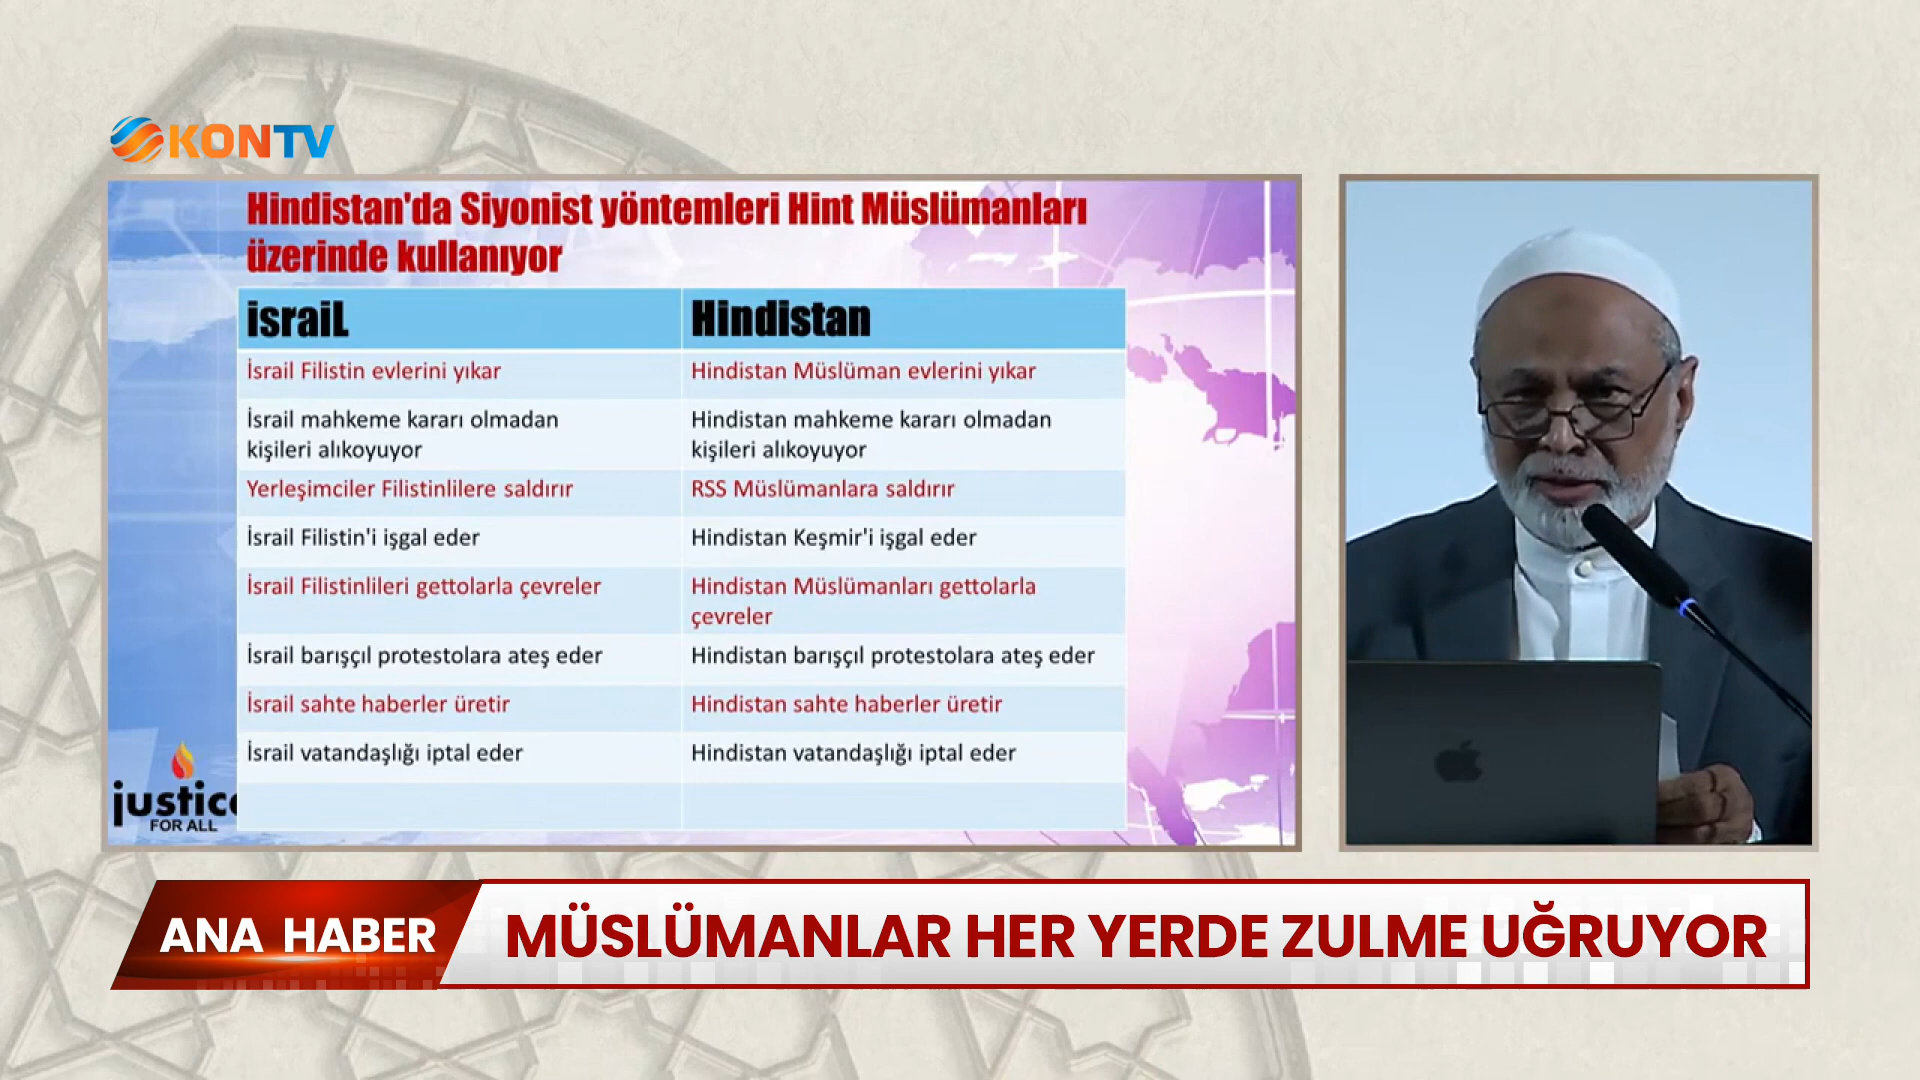 KONTV
Hindistan'da Siyonist yöntemleri Hint Müslümanları
üzerinde kullanıyor
israiL
Hindistan
İsrail Filistin evlerini yıkar
Hindistan Müslüman evlerini yıkar
İsrail mahkeme kararı olmadan
kişileri alıkoyuyor
Hindistan mahkeme kararı olmadan
kişileri alıkoyuyor
Yerleşimciler Filistinlilere saldırır
RSS Müslümanlara saldırır
İsrail Filistin'i işgal eder
Hindistan Keşmir'i işgal eder
İsrail Filistinlileri gettolarla çevreler
Hindistan Müslümanları gettolarla
çevreler
İsrail barışçıl protestolara ateş eder
Hindistan barışçıl protestolara ateş eder
İsrail sahte haberler üretir
Hindistan sahte haberler üretir
İsrail vatandaşlığı iptal eder
Hindistan vatandaşlığı iptal eder
justice
FOR ALL
ANA HABER
MÜSLÜMANLAR HER YERDE ZULME UĞRUYOR